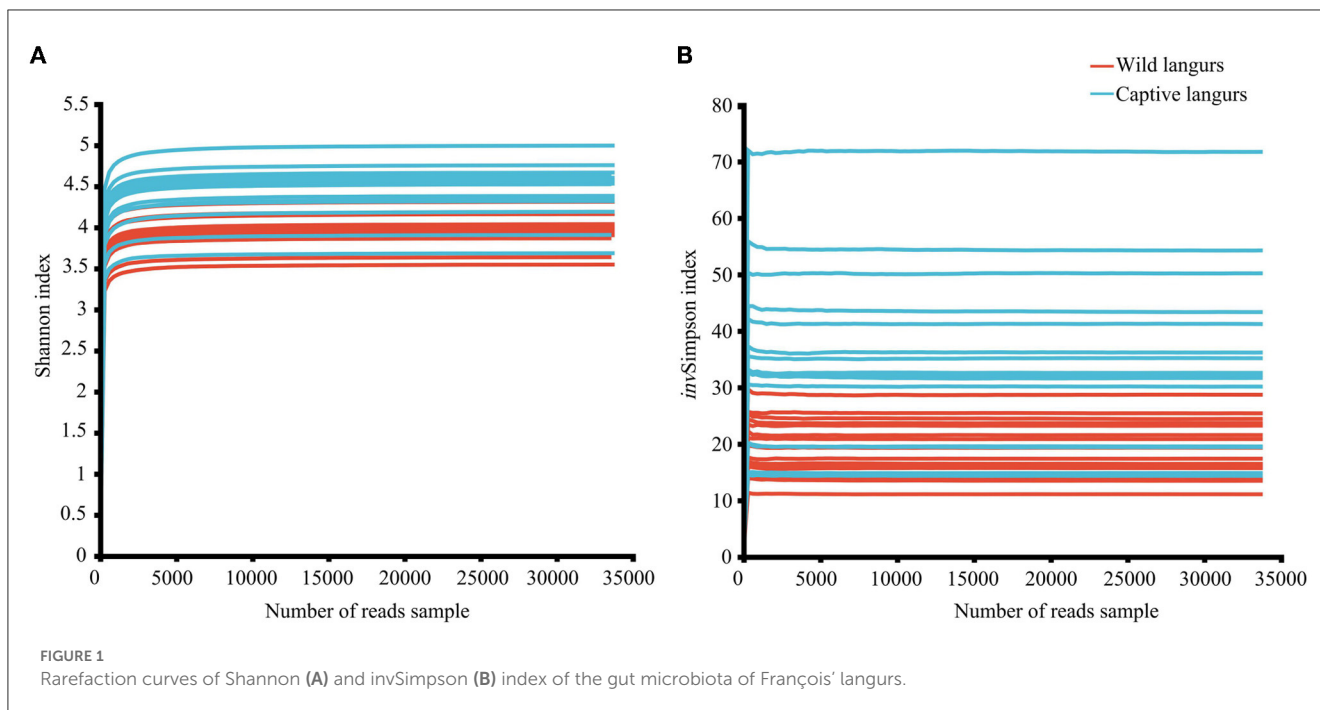 A
5.5
5
4.5
4
3.5
3
2.5
2
1.5
1
0.5
0
Shannon index
0 5000 10000 15000 20000 25000 30000 35000
Number of reads sample
B
Wild langurs
Captive langurs
80
70
60
50
40
30
20
10
0
invSimpson index
0 5000 10000 15000 20000 25000 30000 35000
Number of reads sample
FIGURE 1
Rarefaction curves of Shannon (A) and invSimpson (B) index of the gut microbiota of François’ langurs.